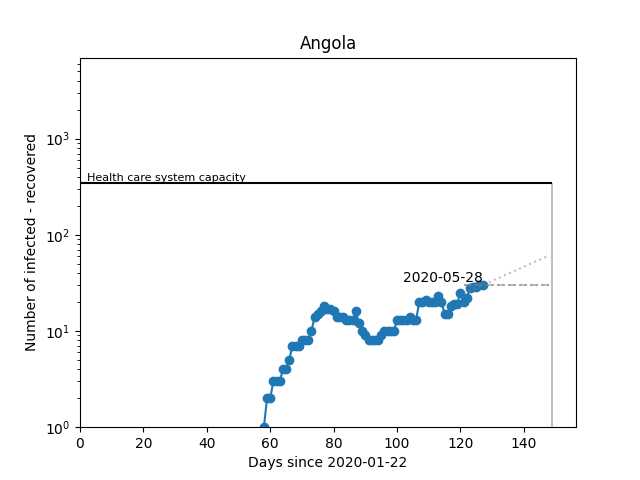 Angola
Number of infected - recovered
10³
10²
10¹
10⁰
Health care system capacity
2020-05-28
0 20 40 60 80 100 120 140
Days since 2020-01-22